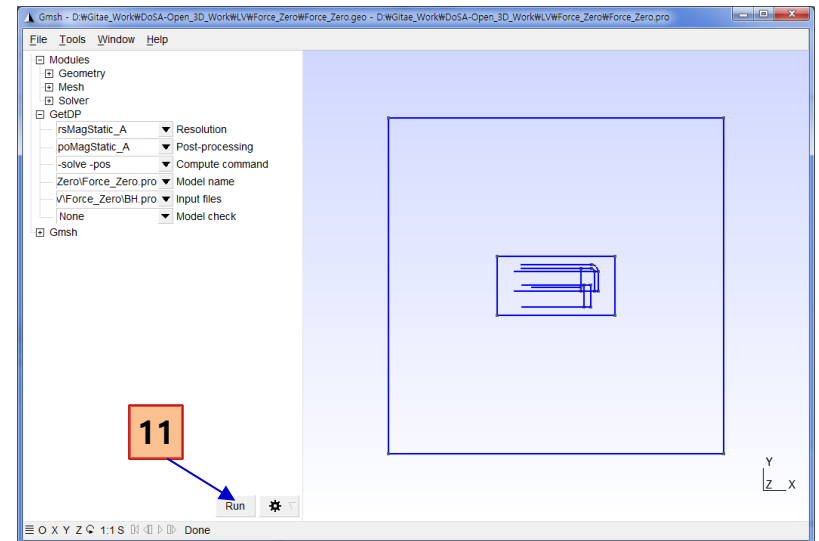 Gmsh - D:₩Gitae_Work₩DoSA-Open_3D_Work₩LV₩Force_Zero₩Force_Zero.geo - D:₩Gitae_Work₩DoSA-Open_3D_Work₩LV₩Force_Zero₩Force_Zero.pro
File Tools Window Help
Modules
Geometry
Mesh
Solver
GetDP
rsMagStatic_A Resolution
poMagStatic_A Post-processing
-solve -pos Compute command
Zero\Force_Zero.pro Model name
V\Force_Zero\BH.pro Input files
None Model check
Gmsh
11
Run
Y
Z X
O X Y Z 1:1 S Done